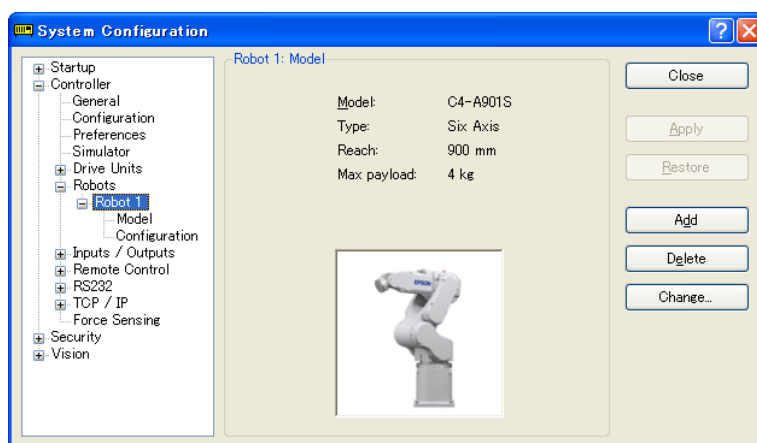 System Configuration
Startup
Controller
General
Configuration
Preferences
Simulator
Drive Units
Robots
Robot 1
Model
Configuration
Inputs / Outputs
Remote Control
RS232
TCP / IP
Force Sensing
Security
Vision
Robot 1: Model
Model: C4-A901S
Type: Six Axis
Reach: 900 mm
Max payload: 4 kg
EPSON
Close
Apply
Restore
Add
Delete
Change...